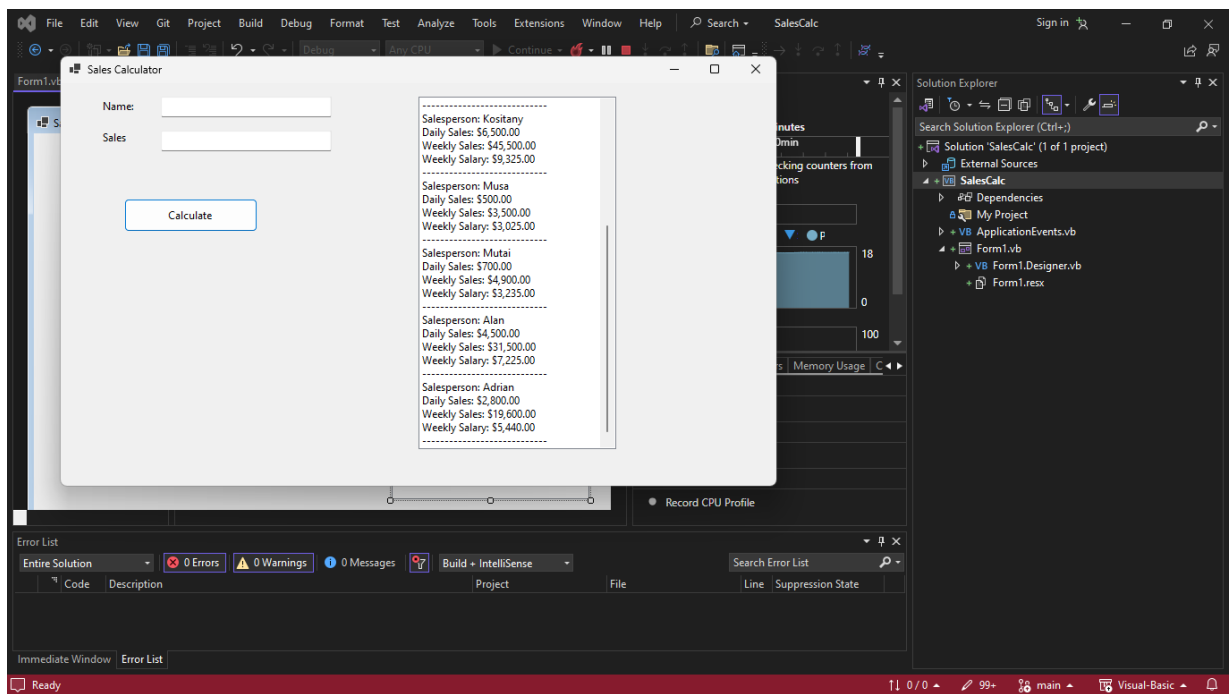 File Edit View Git Project Build Debug Format Test Analyze Tools Extensions Window Help Search SalesCalc Sign in
Debug Any CPU Continue
Form1.vb
Sales Calculator
Name:
Sales
Calculate
-----------------------------
Salesperson: Kositany
Daily Sales: $6,500.00
Weekly Sales: $45,500.00
Weekly Salary: $9,325.00
-----------------------------
Salesperson: Musa
Daily Sales: $500.00
Weekly Sales: $3,500.00
Weekly Salary: $3,025.00
-----------------------------
Salesperson: Mutai
Daily Sales: $700.00
Weekly Sales: $4,900.00
Weekly Salary: $3,235.00
-----------------------------
Salesperson: Alan
Daily Sales: $4,500.00
Weekly Sales: $31,500.00
Weekly Salary: $7,225.00
-----------------------------
Salesperson: Adrian
Daily Sales: $2,800.00
Weekly Sales: $19,600.00
Weekly Salary: $5,440.00
-----------------------------
inutes
0min
cking counters from
tions
P
18
0
100
rs Memory Usage C
Record CPU Profile
Solution Explorer
Search Solution Explorer (Ctrl+;)
Solution 'SalesCalc' (1 of 1 project)
External Sources
VB SalesCalc
Dependencies
My Project
VB ApplicationEvents.vb
Form1.vb
VB Form1.Designer.vb
Form1.resx
Error List
Entire Solution 0 Errors 0 Warnings 0 Messages Build + IntelliSense Search Error List
Code Description Project File Line Suppression State
Immediate Window Error List
Ready 0 / 0 99+ main Visual-Basic